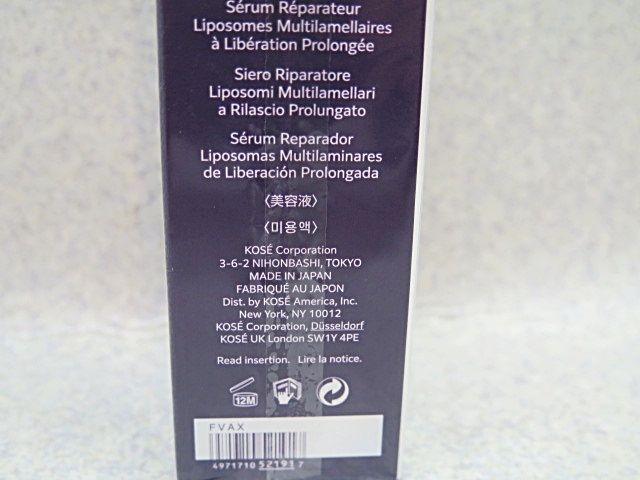 Sérum Réparateur
Liposomes Multilamellaires
à Libération Prolongée
Siero Riparatore
Liposomi Multilamellari
a Rilascio Prolungato
Sérum Reparador
Liposomas Multilaminares
de Liberación Prolongada
〈美容液〉
〈미용액〉
KOSÉ Corporation
3-6-2 NIHONBASHI, TOKYO
MADE IN JAPAN
FABRIQUÉ AU JAPON
Dist. by KOSÉ America, Inc.
New York, NY 10012
KOSÉ Corporation, Düsseldorf
KOSÉ UK London SW1Y 4PE
Read insertion. Lire la notice.
12M
FVAX
4971710 521917